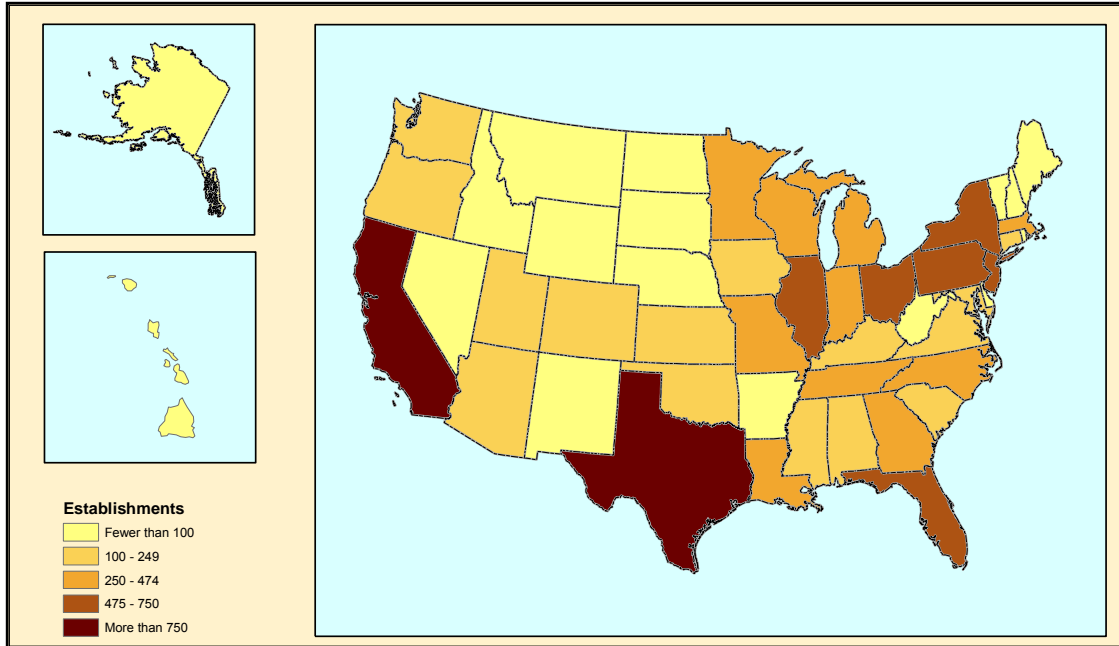 Establishments
Fewer than 100
100 - 249
250 - 474
475 - 750
More than 750